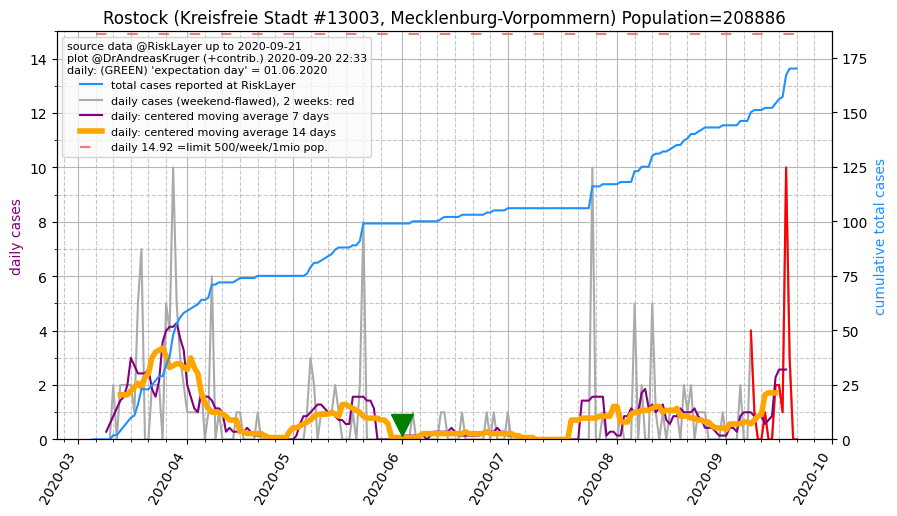 Rostock (Kreisfreie Stadt #13003, Mecklenburg-Vorpommern) Population=208886
source data @RiskLayer up to 2020-09-21
plot @DrAndreasKruger (+contrib.) 2020-09-20 22:33
daily: (GREEN) 'expectation day' = 01.06.2020
total cases reported at RiskLayer
daily cases (weekend-flawed), 2 weeks: red
daily: centered moving average 7 days
daily: centered moving average 14 days
daily 14.92 =limit 500/week/1mio pop.
daily cases
14
12
10
8
6
4
2
0
cumulative total cases
175
150
125
100
75
50
25
0
2020-03
2020-04
2020-05
2020-06
2020-07
2020-08
2020-09
2020-10